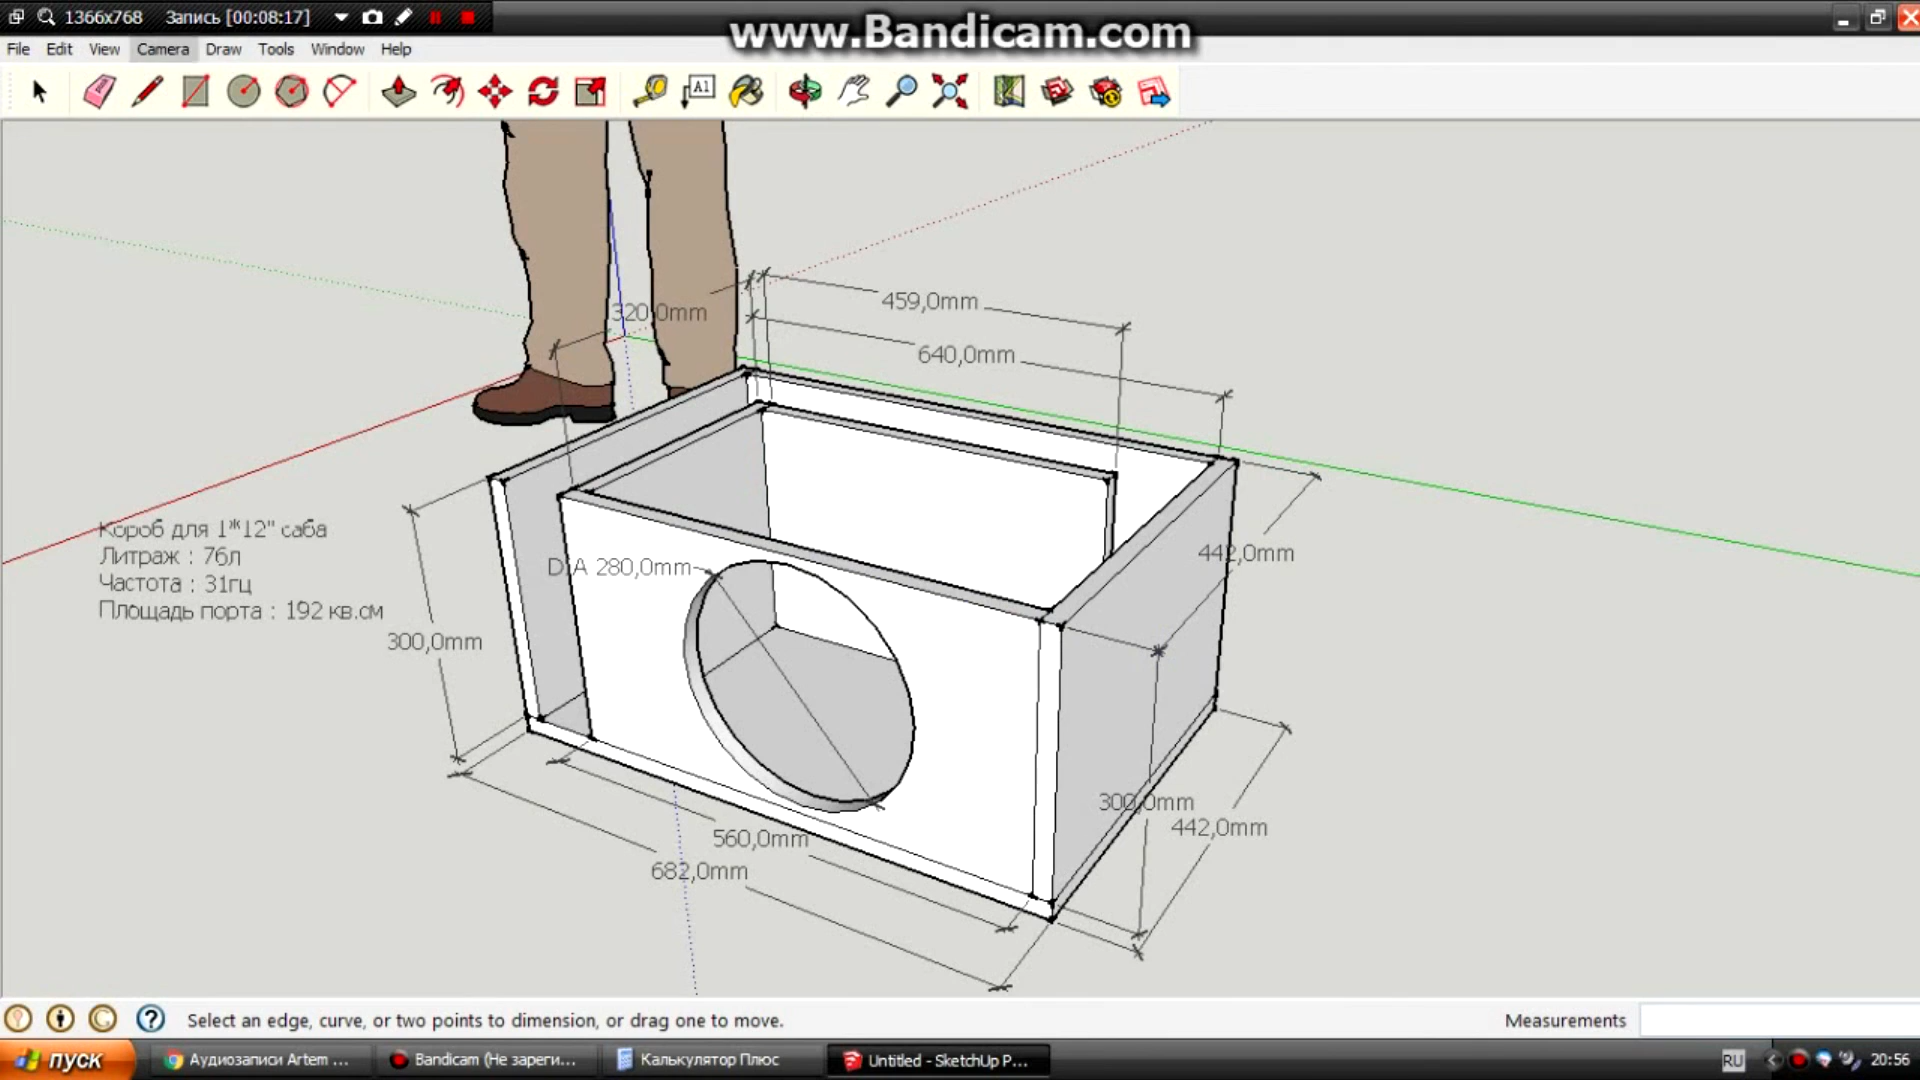 1366x768 Запись [00:08:17]
www.Bandicam.com
File Edit View Camera Draw Tools Window Help
A1
459,0mm
320,0mm
640,0mm
Короб для 1*12" саба
Литраж : 76л
Частота : 31гц
Площадь порта : 192 кв.см
442,0mm
DIA 280,0mm
300,0mm
300,0mm
442,0mm
560,0mm
682,0mm
Select an edge, curve, or two points to dimension, or drag one to move.
Measurements
пуск
Аудиозаписи Artem ...
Bandicam (Не зареги...
Калькулятор Плюс
Untitled - SketchUp P...
RU
20:56